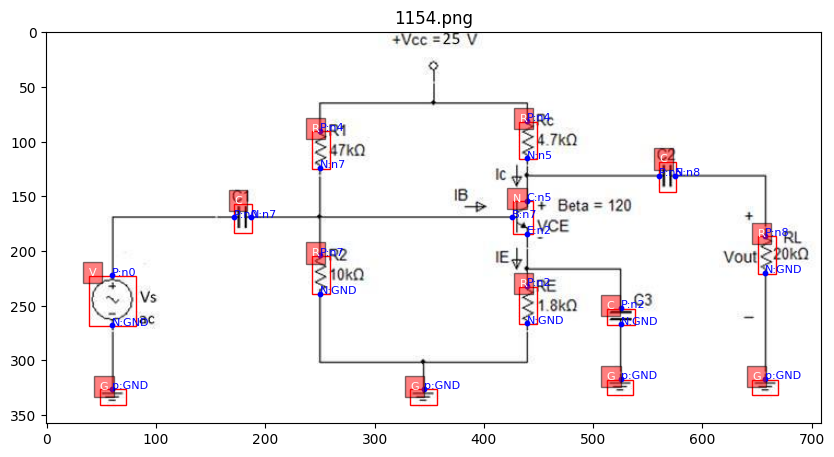 1154.png
+Vcc =25 V
R P:n4 R1
47kΩ
N:n7
R P:n4 Rc
4.7kΩ
N:n5
C C2
P:n5 N:n8
Ic
C C1
P:n0 N:n7
IB
N C:n5
B:n7
+ Beta = 120
VCE
E:n2
-
R P:n7 R2
10kΩ
N:GND
IE
+
R P:n8 RL
Vout 20kΩ
N:GND
−
V P:n0
+
Vs
ac
N:GND
R P:n2 RE
1.8kΩ
N:GND
C P:n2 C3
N:GND
G p:GND
G p:GND
G p:GND
G p:GND
0
50
100
150
200
250
300
350
0 100 200 300 400 500 600 700